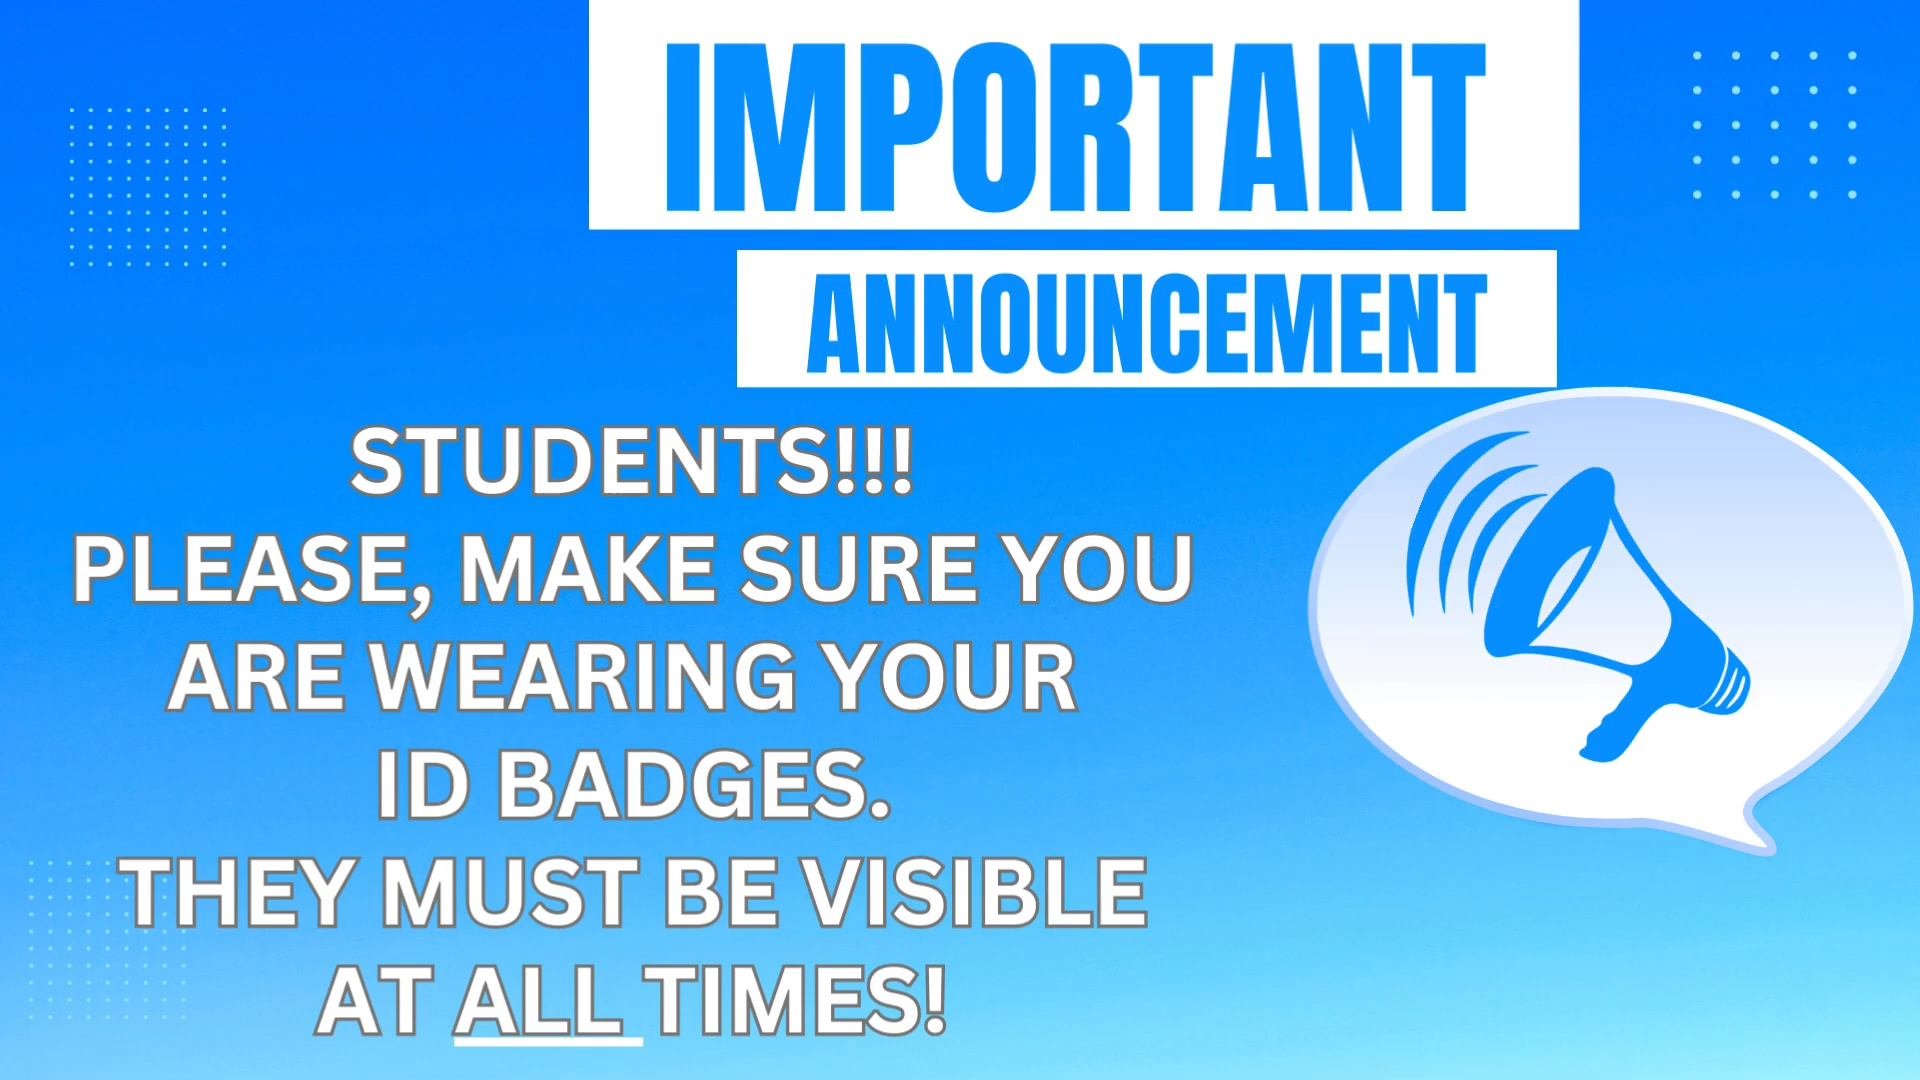 IMPORTANT
ANNOUNCEMENT
STUDENTS!!!
PLEASE, MAKE SURE YOU
ARE WEARING YOUR
ID BADGES.
THEY MUST BE VISIBLE
AT ALL TIMES!